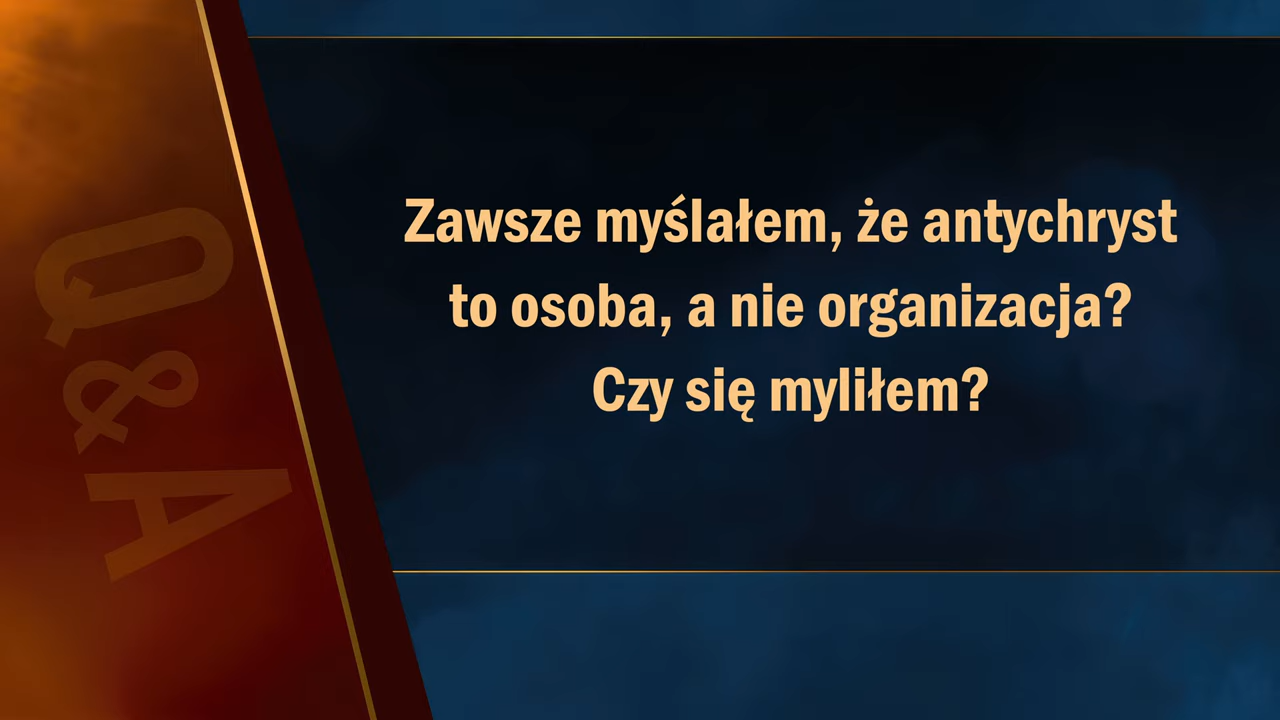 Q&A
Zawsze myślałem, że antychryst
to osoba, a nie organizacja?
Czy się myliłem?